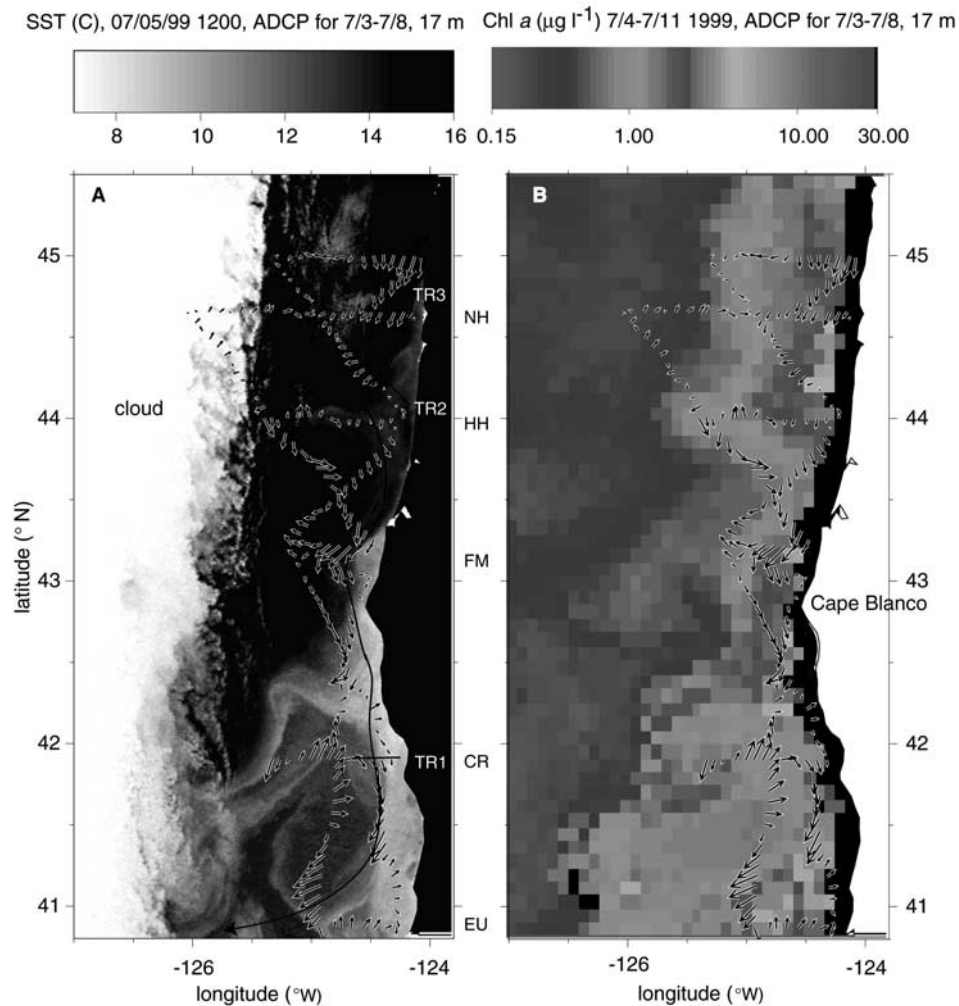 SST (C), 07/05/99 1200, ADCP for 7/3-7/8, 17 m
Chl a (µg l-1) 7/4-7/11 1999, ADCP for 7/3-7/8, 17 m
8 10 12 14 16
0.15 1.00 10.00 30.00
A
B
45
TR3
NH
45
cloud
44
TR2
HH
44
latitude (° N)
43
FM
43
Cape Blanco
42
TR1
CR
42
41
EU
41
-126 -124
-126 -124
longitude (°W)
longitude (°W)